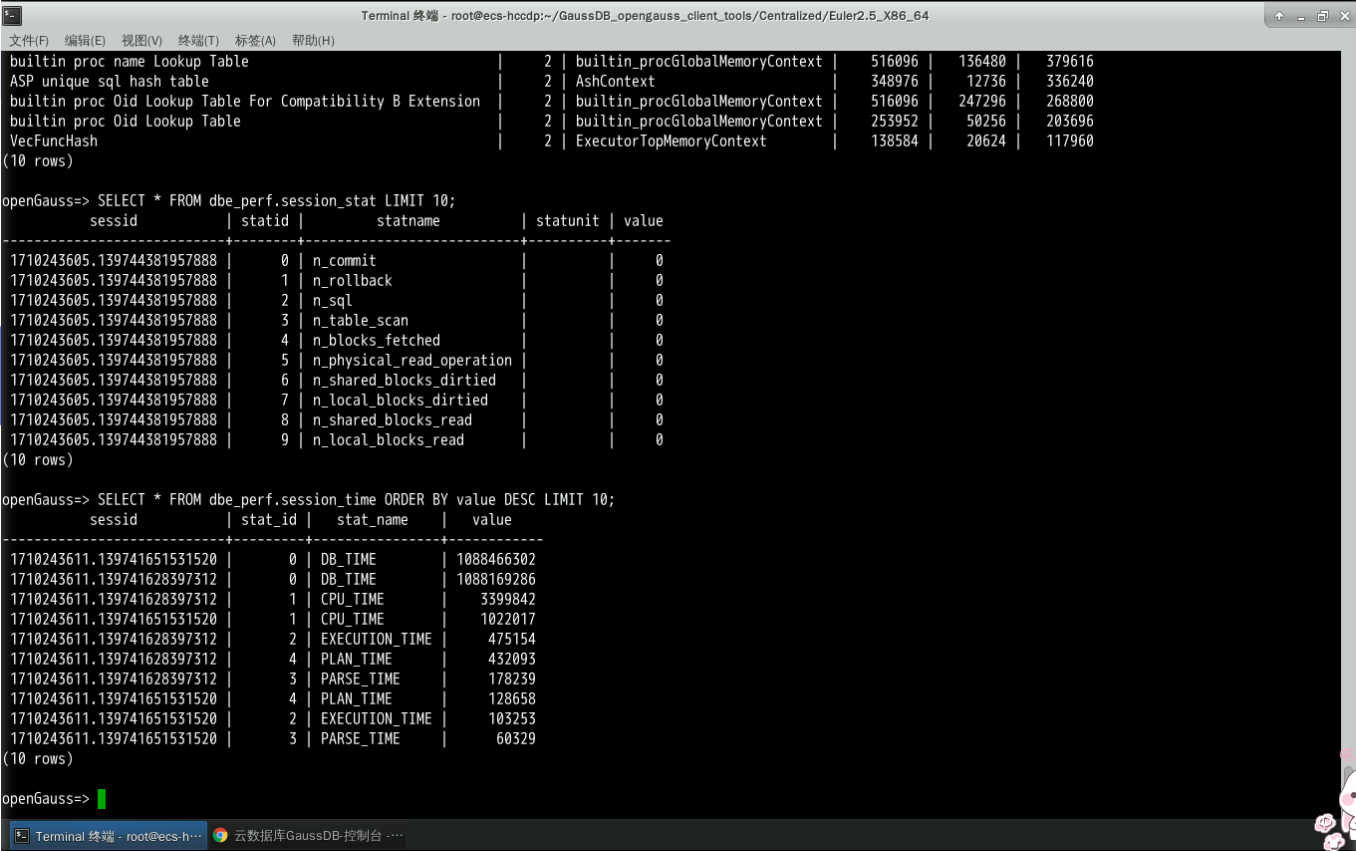 Terminal 终端 - root@ecs-hccdp:~/GaussDB_opengauss_client_tools/Centralized/Euler2.5_X86_64
文件(F) 编辑(E) 视图(V) 终端(T) 标签(A) 帮助(H)
builtin proc name Lookup Table | 2 | builtin_procGlobalMemoryContext | 516096 | 136480 | 379616
ASP unique sql hash table | 2 | AshContext | 348976 | 12736 | 336240
builtin proc Oid Lookup Table For Compatibility B Extension | 2 | builtin_procGlobalMemoryContext | 516096 | 247296 | 268800
builtin proc Oid Lookup Table | 2 | builtin_procGlobalMemoryContext | 253952 | 50256 | 203696
VecFuncHash | 2 | ExecutorTopMemoryContext | 138584 | 20624 | 117960
(10 rows)
openGauss=> SELECT * FROM dbe_perf.session_stat LIMIT 10;
sessid | statid | statname | statunit | value
---------------------------+--------+---------------------------+----------+-------
1710243605.139744381957888 | 0 | n_commit | | 0
1710243605.139744381957888 | 1 | n_rollback | | 0
1710243605.139744381957888 | 2 | n_sql | | 0
1710243605.139744381957888 | 3 | n_table_scan | | 0
1710243605.139744381957888 | 4 | n_blocks_fetched | | 0
1710243605.139744381957888 | 5 | n_physical_read_operation | | 0
1710243605.139744381957888 | 6 | n_shared_blocks_dirtied | | 0
1710243605.139744381957888 | 7 | n_local_blocks_dirtied | | 0
1710243605.139744381957888 | 8 | n_shared_blocks_read | | 0
1710243605.139744381957888 | 9 | n_local_blocks_read | | 0
(10 rows)
openGauss=> SELECT * FROM dbe_perf.session_time ORDER BY value DESC LIMIT 10;
sessid | stat_id | stat_name | value
----------------------------+---------+----------------+------------
1710243611.139741651531520 | 0 | DB_TIME | 1088466302
1710243611.139741628397312 | 0 | DB_TIME | 1088169286
1710243611.139741628397312 | 1 | CPU_TIME | 3399842
1710243611.139741651531520 | 1 | CPU_TIME | 1022017
1710243611.139741628397312 | 2 | EXECUTION_TIME | 475154
1710243611.139741628397312 | 4 | PLAN_TIME | 432093
1710243611.139741628397312 | 3 | PARSE_TIME | 178239
1710243611.139741651531520 | 4 | PLAN_TIME | 128658
1710243611.139741651531520 | 2 | EXECUTION_TIME | 103253
1710243611.139741651531520 | 3 | PARSE_TIME | 60329
(10 rows)
openGauss=>
Terminal 终端 - root@ecs-h… 云数据库GaussDB-控制台 -…